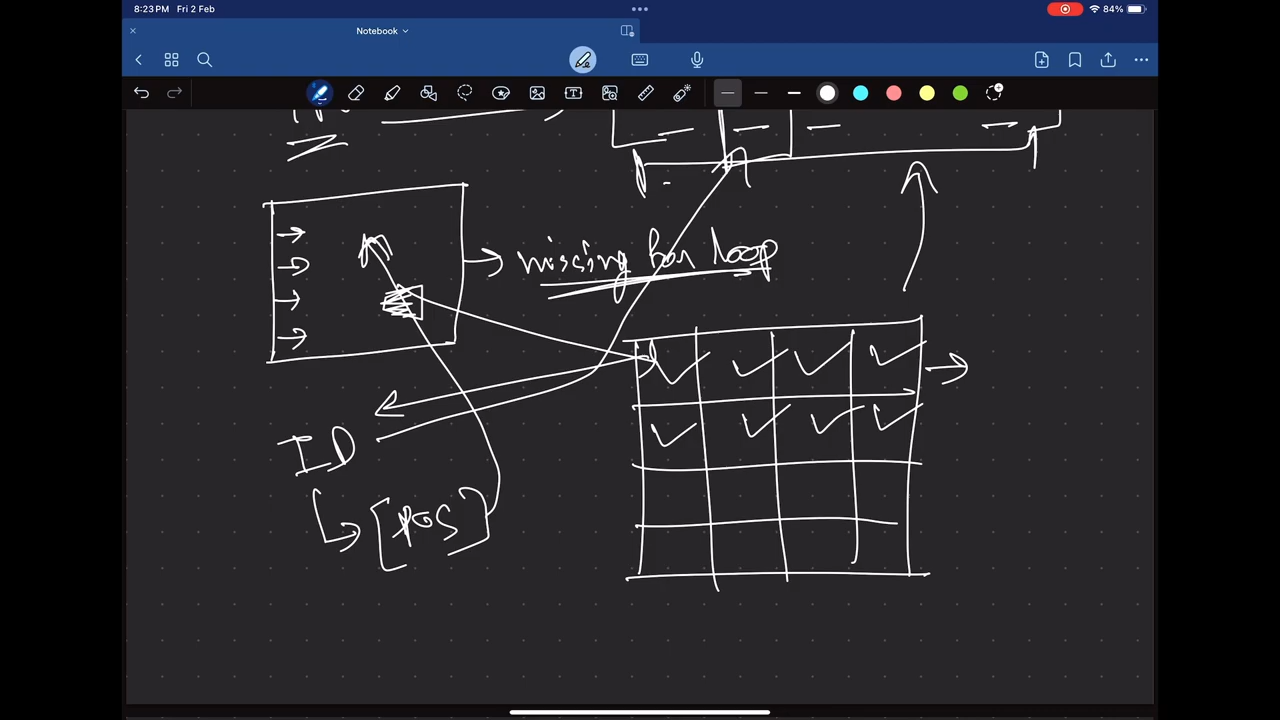 8:23 PM Fri 2 Feb
84%
Notebook
missing for loop
ID
[POS]